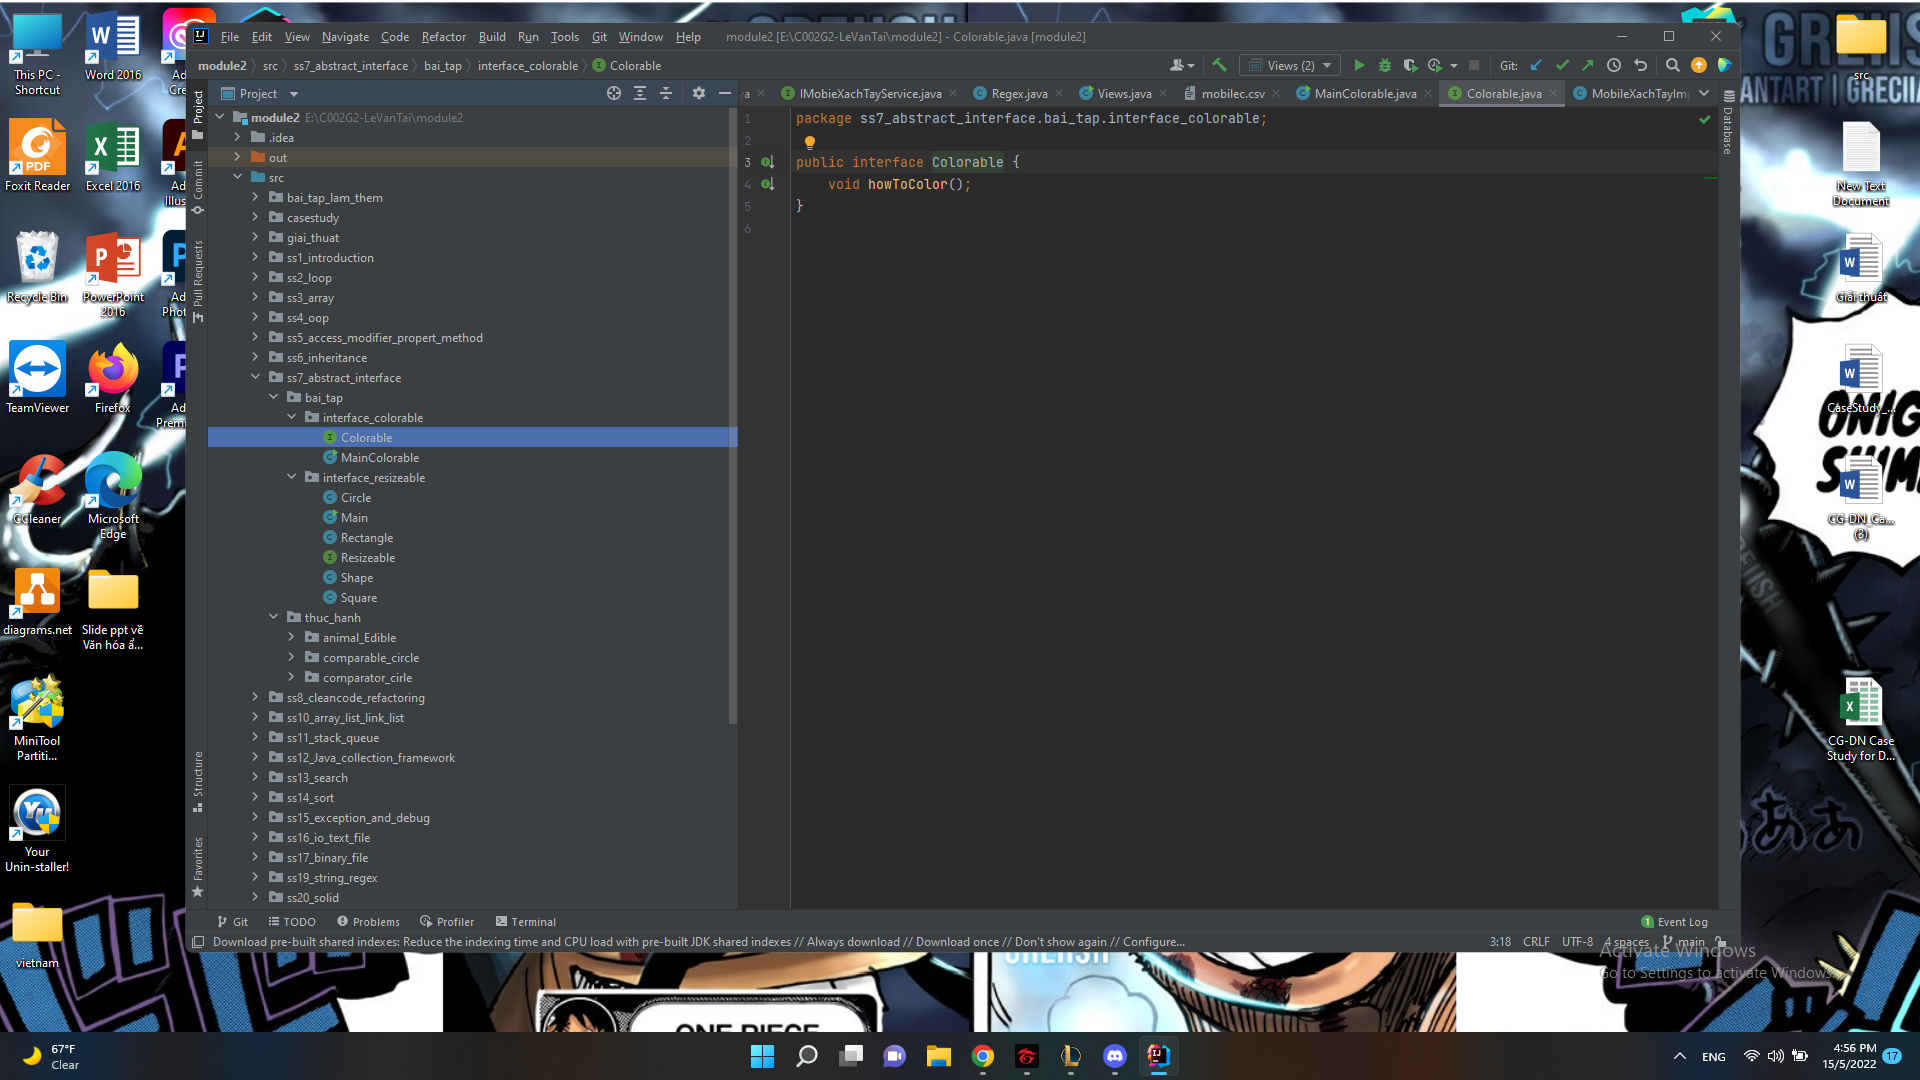 File Edit View Navigate Code Refactor Build Run Tools Git Window Help module2 [E:\C002G2-LeVanTai\module2] - Colorable.java [module2]
module2 src ss7_abstract_interface bai_tap interface_colorable Colorable Views (2) Git:
Project
IMobieXachTayService.java Regex.java Views.java mobilec.csv MainColorable.java Colorable.java MobileXachTayIm
module2 E:\C002G2-LeVanTai\module2
.idea
out
src
bai_tap_lam_them
casestudy
giai_thuat
ss1_introduction
ss2_loop
ss3_array
ss4_oop
ss5_access_modifier_propert_method
ss6_inheritance
ss7_abstract_interface
bai_tap
interface_colorable
Colorable
MainColorable
interface_resizeable
Circle
Main
Rectangle
Resizeable
Shape
Square
thuc_hanh
animal_Edible
comparable_circle
comparator_cirle
ss8_cleancode_refactoring
ss10_array_list_link_list
ss11_stack_queue
ss12_Java_collection_framework
ss13_search
ss14_sort
ss15_exception_and_debug
ss16_io_text_file
ss17_binary_file
ss19_string_regex
ss20_solid
1 package ss7_abstract_interface.bai_tap.interface_colorable;
2
3 public interface Colorable {
4 void howToColor();
5 }
6
Project
Commit
Pull Requests
Structure
Favorites
Database
Git TODO Problems Profiler Terminal
1 Event Log
Download pre-built shared indexes: Reduce the indexing time and CPU load with pre-built JDK shared indexes // Always download // Download once // Don't show again // Configure...
3:18 CRLF UTF-8 4 spaces main
Activate Windows
Go to Settings to activate Windows.
This PC -
Shortcut
Word 2016
Foxit Reader
Excel 2016
Recycle Bin
PowerPoint
2016
TeamViewer
Firefox
CCleaner
Microsoft
Edge
diagrams.net
Slide ppt về
Văn hóa ẩ...
MiniTool
Partiti...
Your
Unin-staller!
vietnam
src
New Text
Document
Giải thuật
CaseStudy_...
CG-DN_Ca...
(3)
CG-DN Case
Study for D...
ONE PIECE
67°F
Clear
ENG
4:56 PM
15/5/2022
17